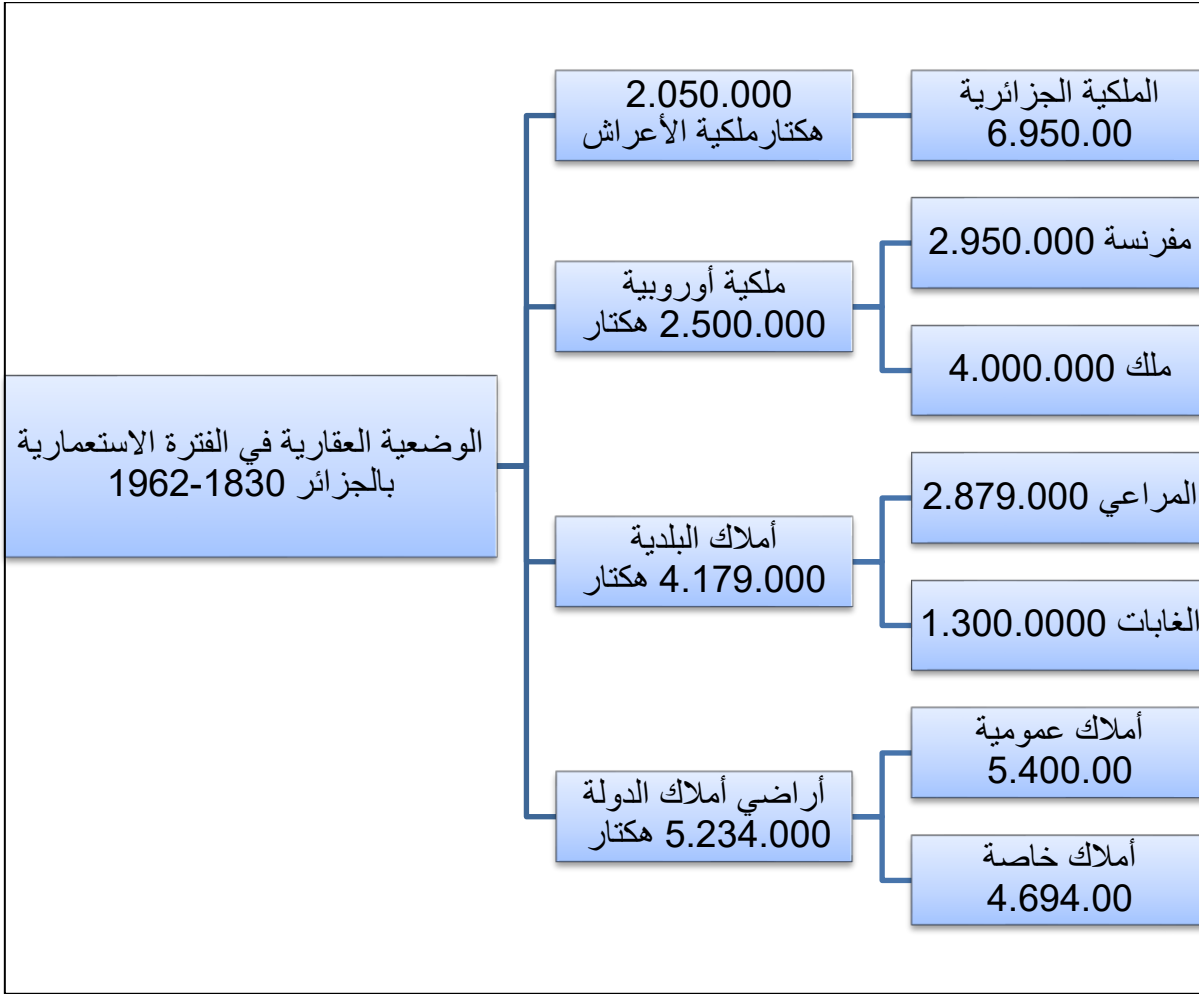 الوضعية العقارية في الفترة الاستعمارية
بالجزائر 1830-1962
2.050.000
هكتارملكية الأعراش
الملكية الجزائرية
6.950.00
ملكية أوروبية
2.500.000 هكتار
مفرنسة 2.950.000
ملك 4.000.000
أملاك البلدية
4.179.000 هكتار
المراعي 2.879.000
الغابات 1.300.0000
أراضي أملاك الدولة
5.234.000 هكتار
أملاك عمومية
5.400.00
أملاك خاصة
4.694.00